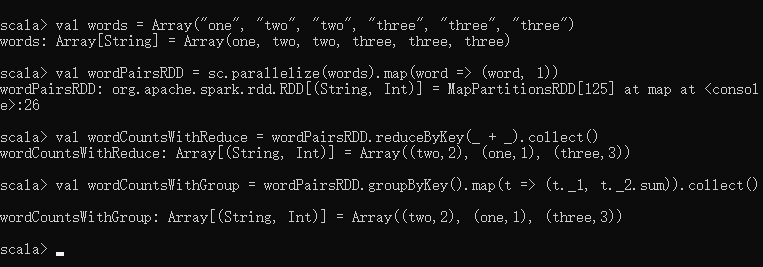 scala> val words = Array("one", "two", "two", "three", "three", "three")
words: Array[String] = Array(one, two, two, three, three, three)
scala> val wordPairsRDD = sc.parallelize(words).map(word => (word, 1))
wordPairsRDD: org.apache.spark.rdd.RDD[(String, Int)] = MapPartitionsRDD[125] at map at <consol
e>:26
scala> val wordCountsWithReduce = wordPairsRDD.reduceByKey(_ + _).collect()
wordCountsWithReduce: Array[(String, Int)] = Array((two,2), (one,1), (three,3))
scala> val wordCountsWithGroup = wordPairsRDD.groupByKey().map(t => (t._1, t._2.sum)).collect()
wordCountsWithGroup: Array[(String, Int)] = Array((two,2), (one,1), (three,3))
scala>